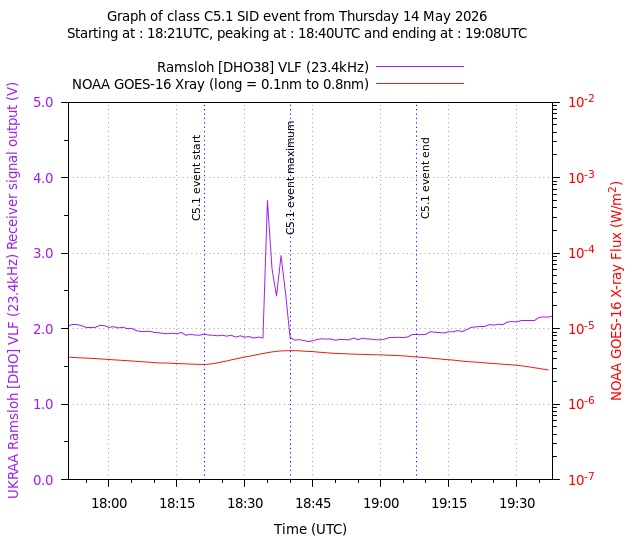 Graph of class C5.1 SID event from Thursday 14 May 2026
Starting at : 18:21UTC, peaking at : 18:40UTC and ending at : 19:08UTC
Ramsloh [DHO38] VLF (23.4kHz)
NOAA GOES-16 Xray (long = 0.1nm to 0.8nm)
UKRAA Ramsloh [DHO] VLF (23.4kHz) Receiver signal output (V)
5.0
4.0
3.0
2.0
1.0
0.0
C5.1 event start
C5.1 event maximum
C5.1 event end
10-2
10-3
10-4
10-5
10-6
10-7
NOAA GOES-16 X-ray Flux (W/m2)
18:00 18:15 18:30 18:45 19:00 19:15 19:30
Time (UTC)